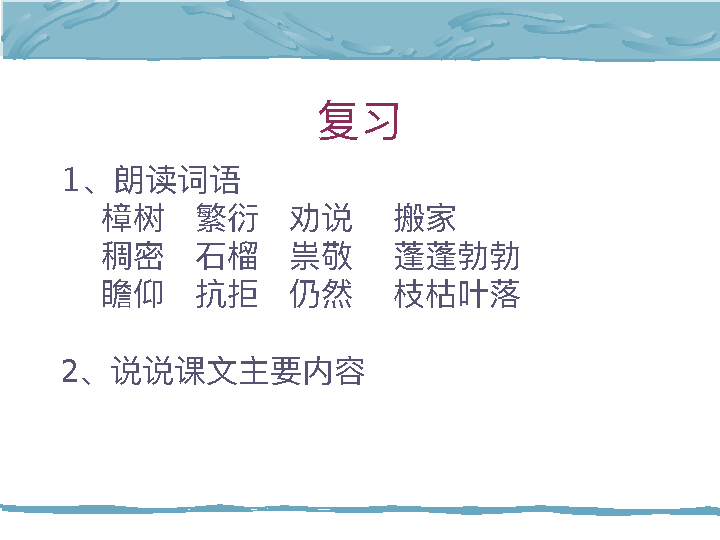 复习
1、朗读词语
樟树 繁衍 劝说 搬家
稠密 石榴 祟敬 蓬蓬勃勃
瞻仰 抗拒 仍然 枝枯叶落
2、说说课文主要内容